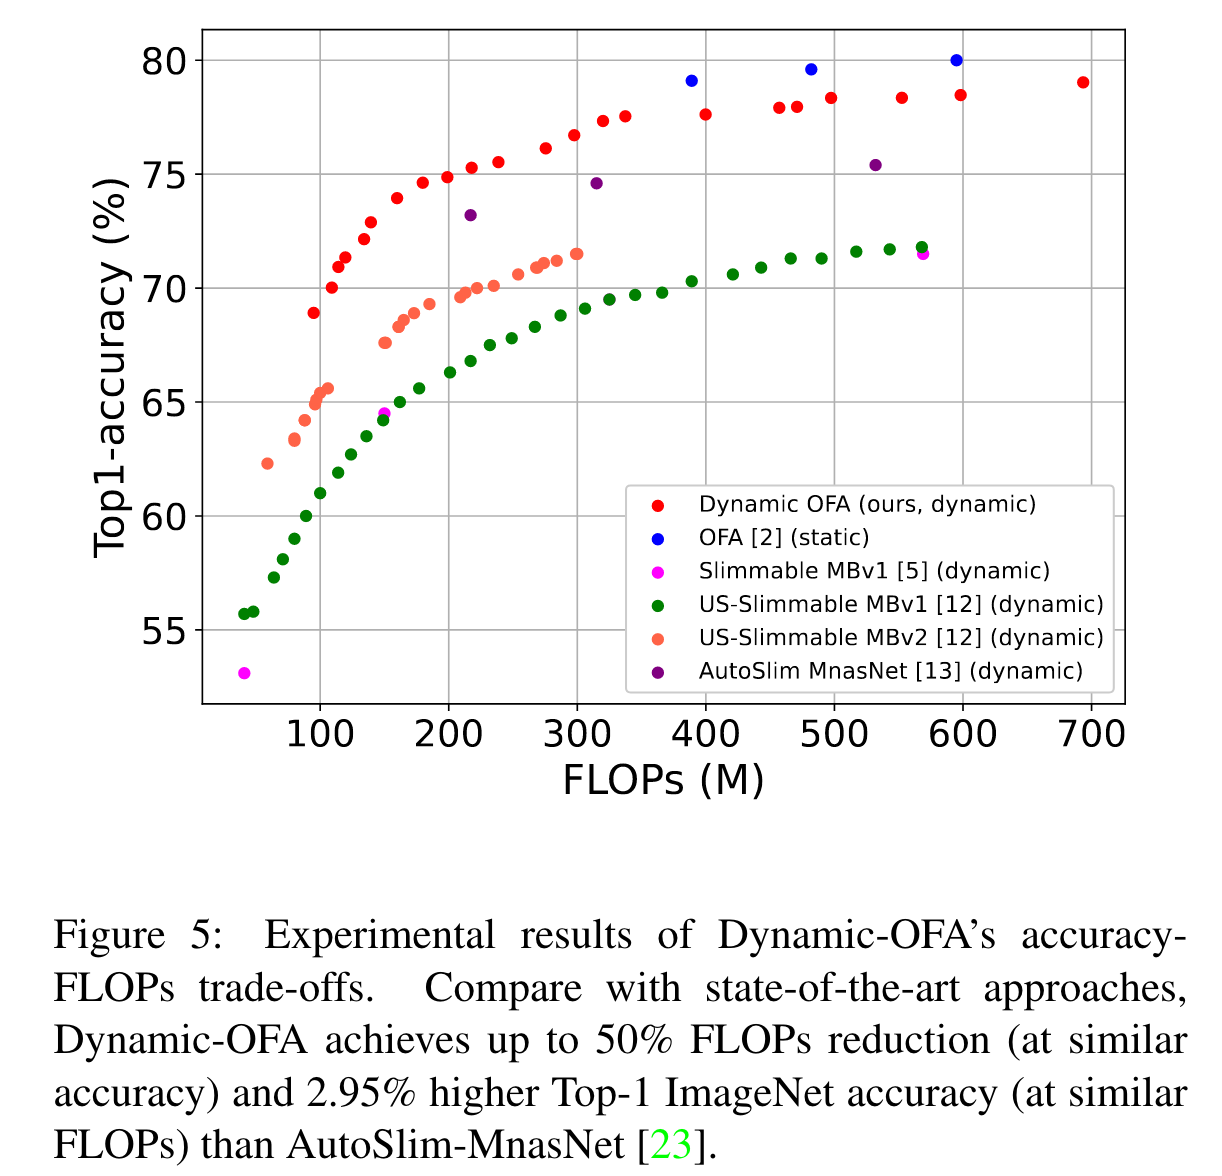 80
75
70
65
60
55
Top1-accuracy (%)
Dynamic OFA (ours, dynamic)
OFA [2] (static)
Slimmable MBv1 [5] (dynamic)
US-Slimmable MBv1 [12] (dynamic)
US-Slimmable MBv2 [12] (dynamic)
AutoSlim MnasNet [13] (dynamic)
100 200 300 400 500 600 700
FLOPs (M)
Figure 5: Experimental results of Dynamic-OFA's accuracy-
FLOPs trade-offs. Compare with state-of-the-art approaches,
Dynamic-OFA achieves up to 50% FLOPs reduction (at similar
accuracy) and 2.95% higher Top-1 ImageNet accuracy (at similar
FLOPs) than AutoSlim-MnasNet [23].